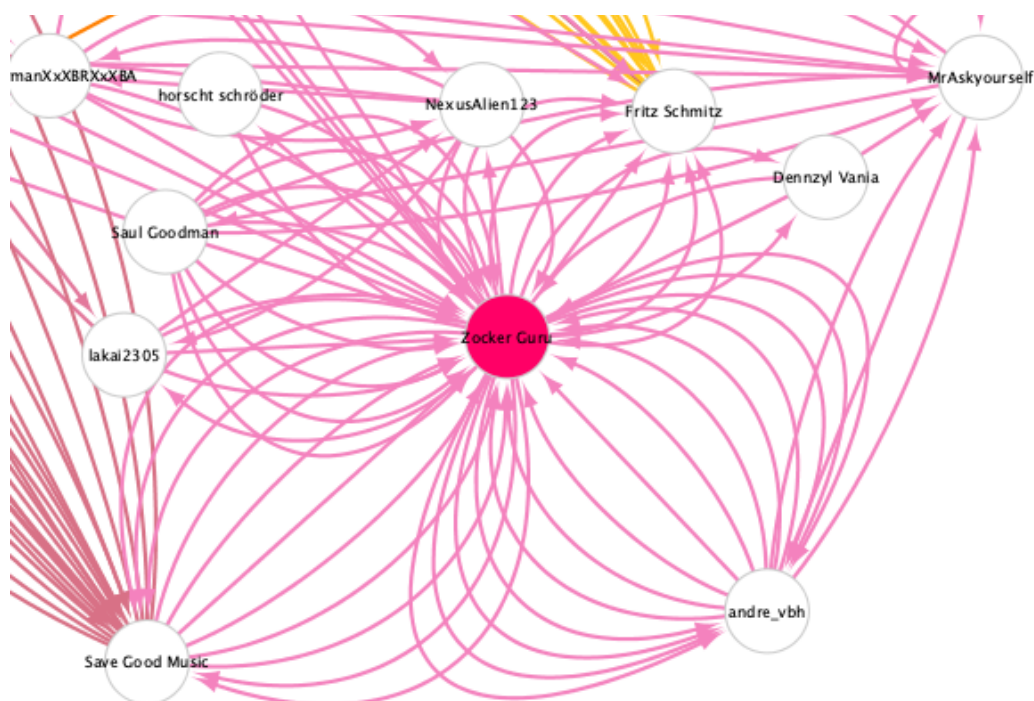 manXxXBRXxXBA
horscht schröder
NexusAlien123
Fritz Schmitz
MrAskyourself
Dennzyl Vania
Saul Goodman
Zocker Guru
lakai2305
andre_vbh
Save Good Music